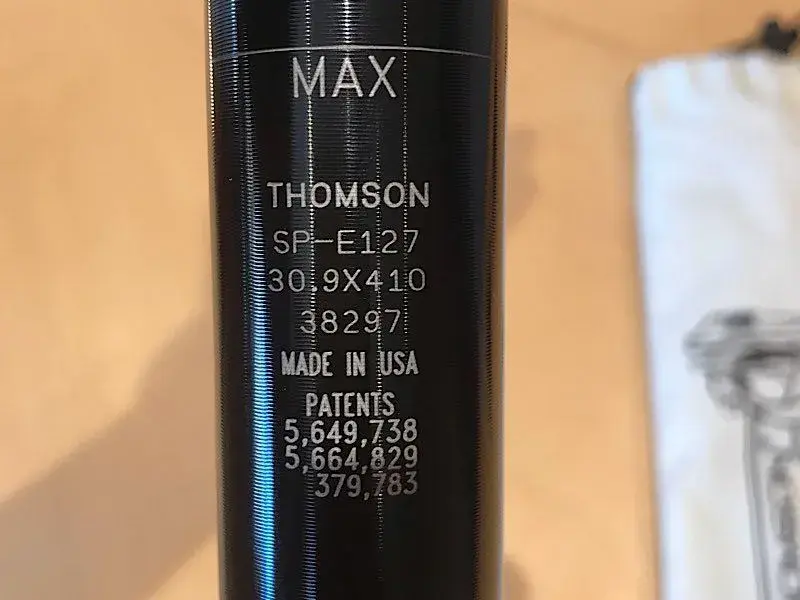 MAX
THOMSON
SP-E127
30.9X410
38297
MADE IN USA
PATENTS
5,649,738
5,664,829
379,783